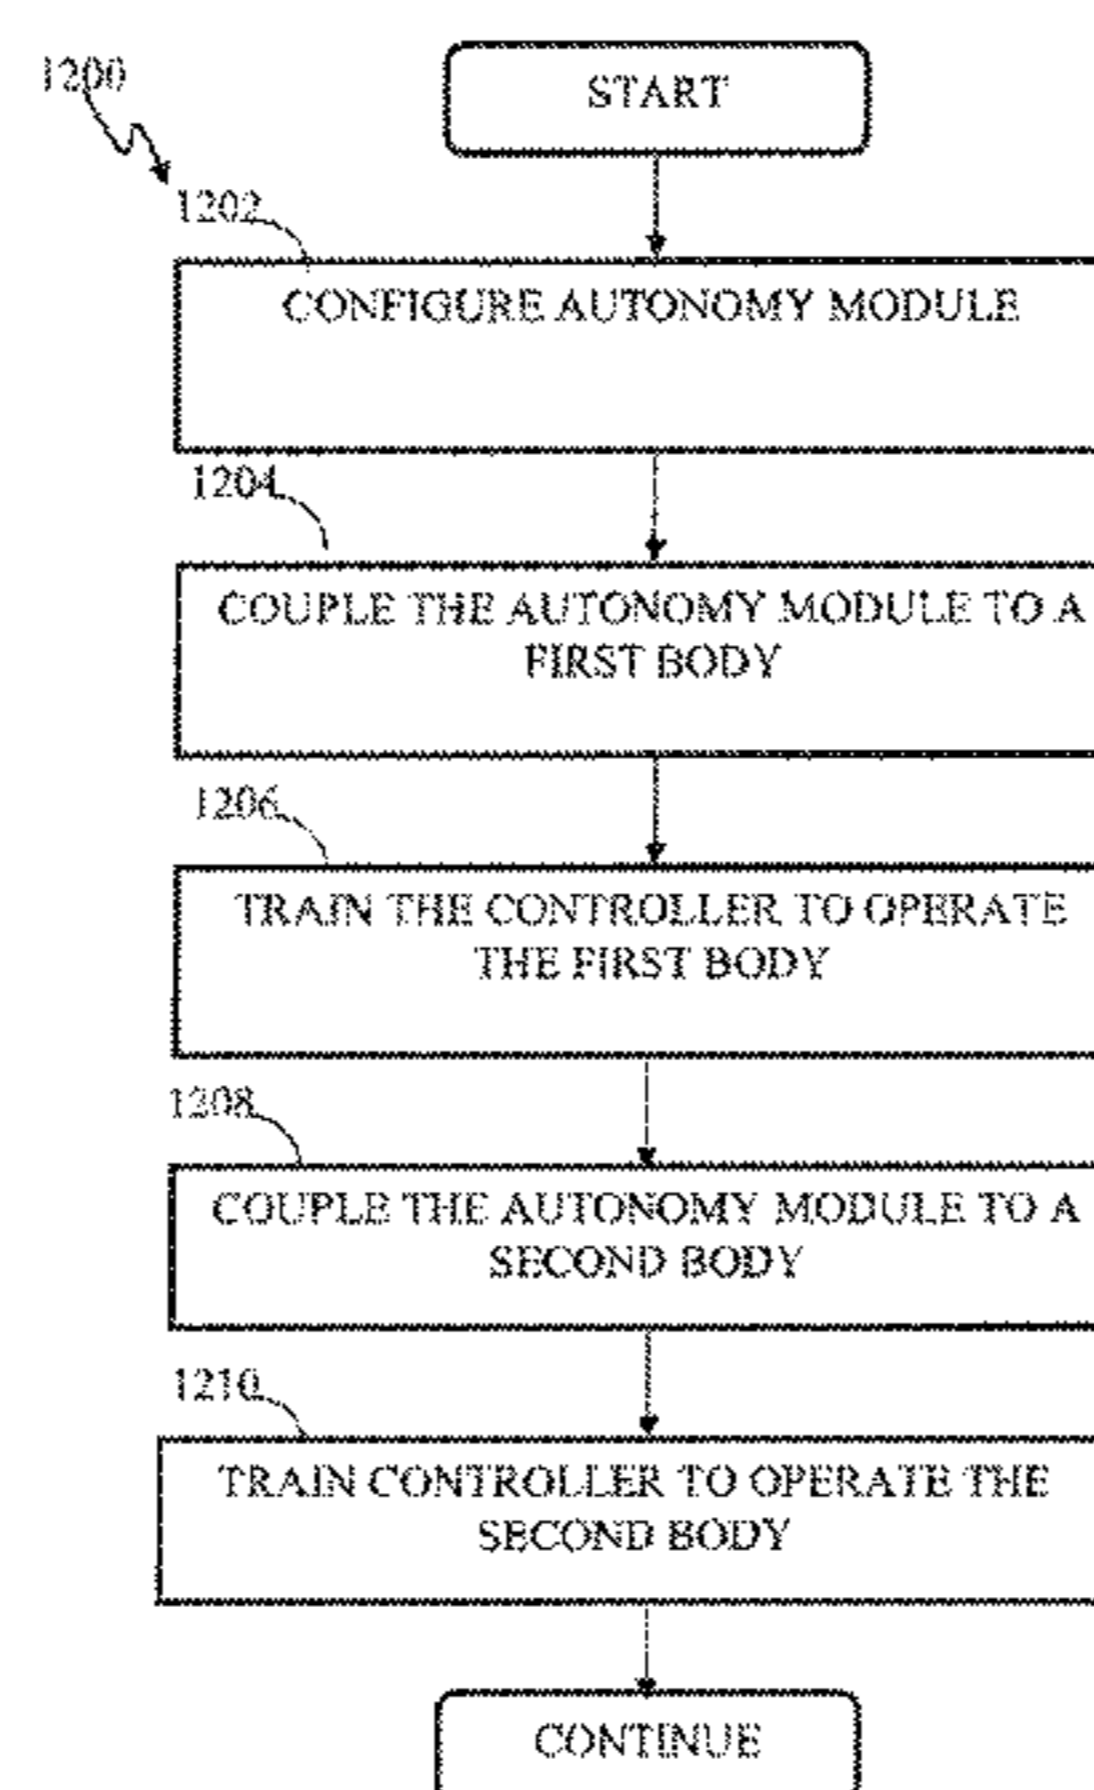 1200
START
1202
CONFIGURE AUTONOMY MODULE
1204
COUPLE THE AUTONOMY MODULE TO A
FIRST BODY
1206
TRAIN THE CONTROLLER TO OPERATE
THE FIRST BODY
1208
COUPLE THE AUTONOMY MODULE TO A
SECOND BODY
1210
TRAIN CONTROLLER TO OPERATE THE
SECOND BODY
CONTINUE